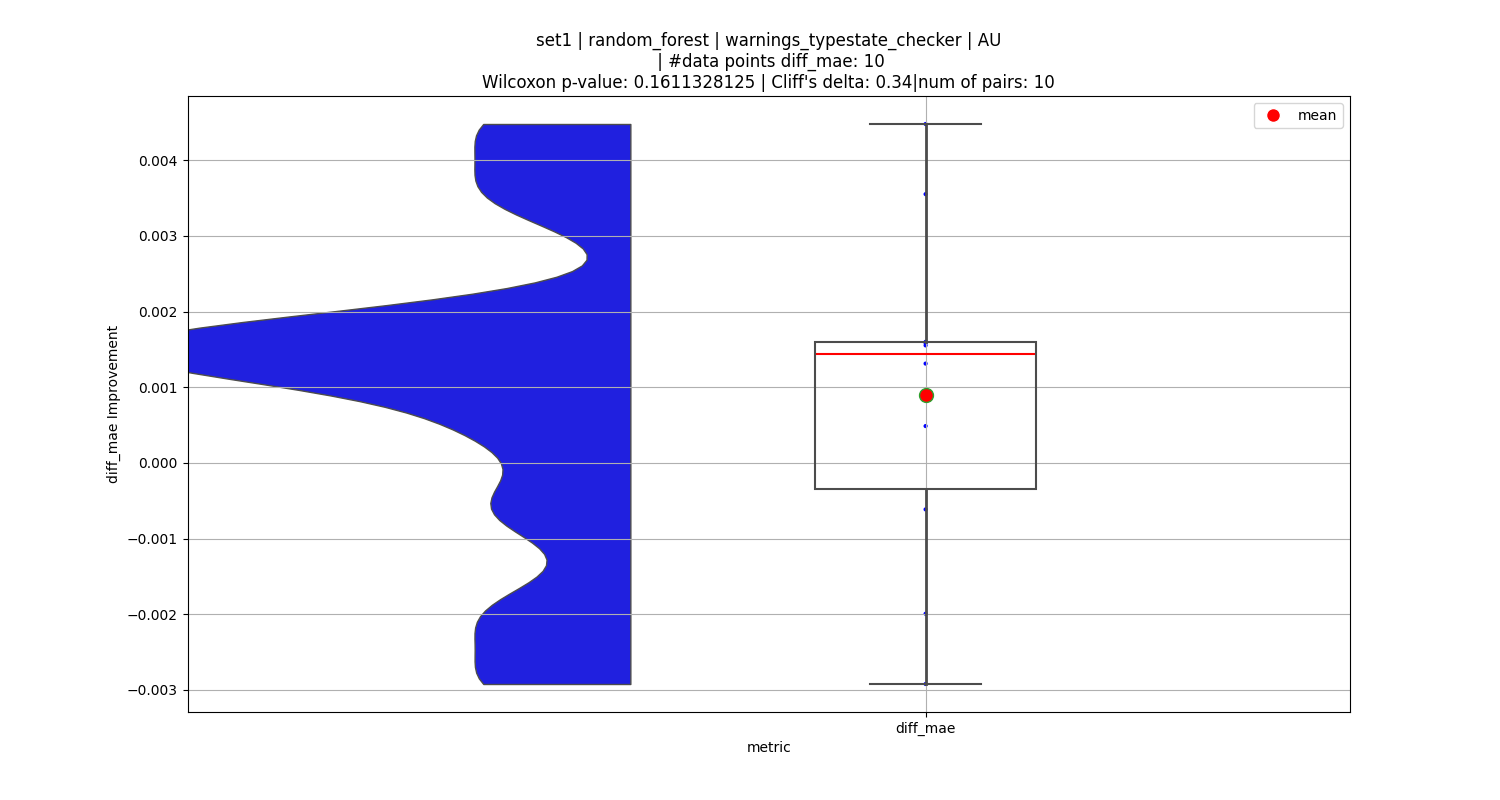 set1 | random_forest | warnings_typestate_checker | AU
| #data points diff_mae: 10
Wilcoxon p-value: 0.1611328125 | Cliff's delta: 0.34|num of pairs: 10
mean
0.004
0.003
0.002
0.001
0.000
−0.001
−0.002
−0.003
diff_mae Improvement
diff_mae
metric